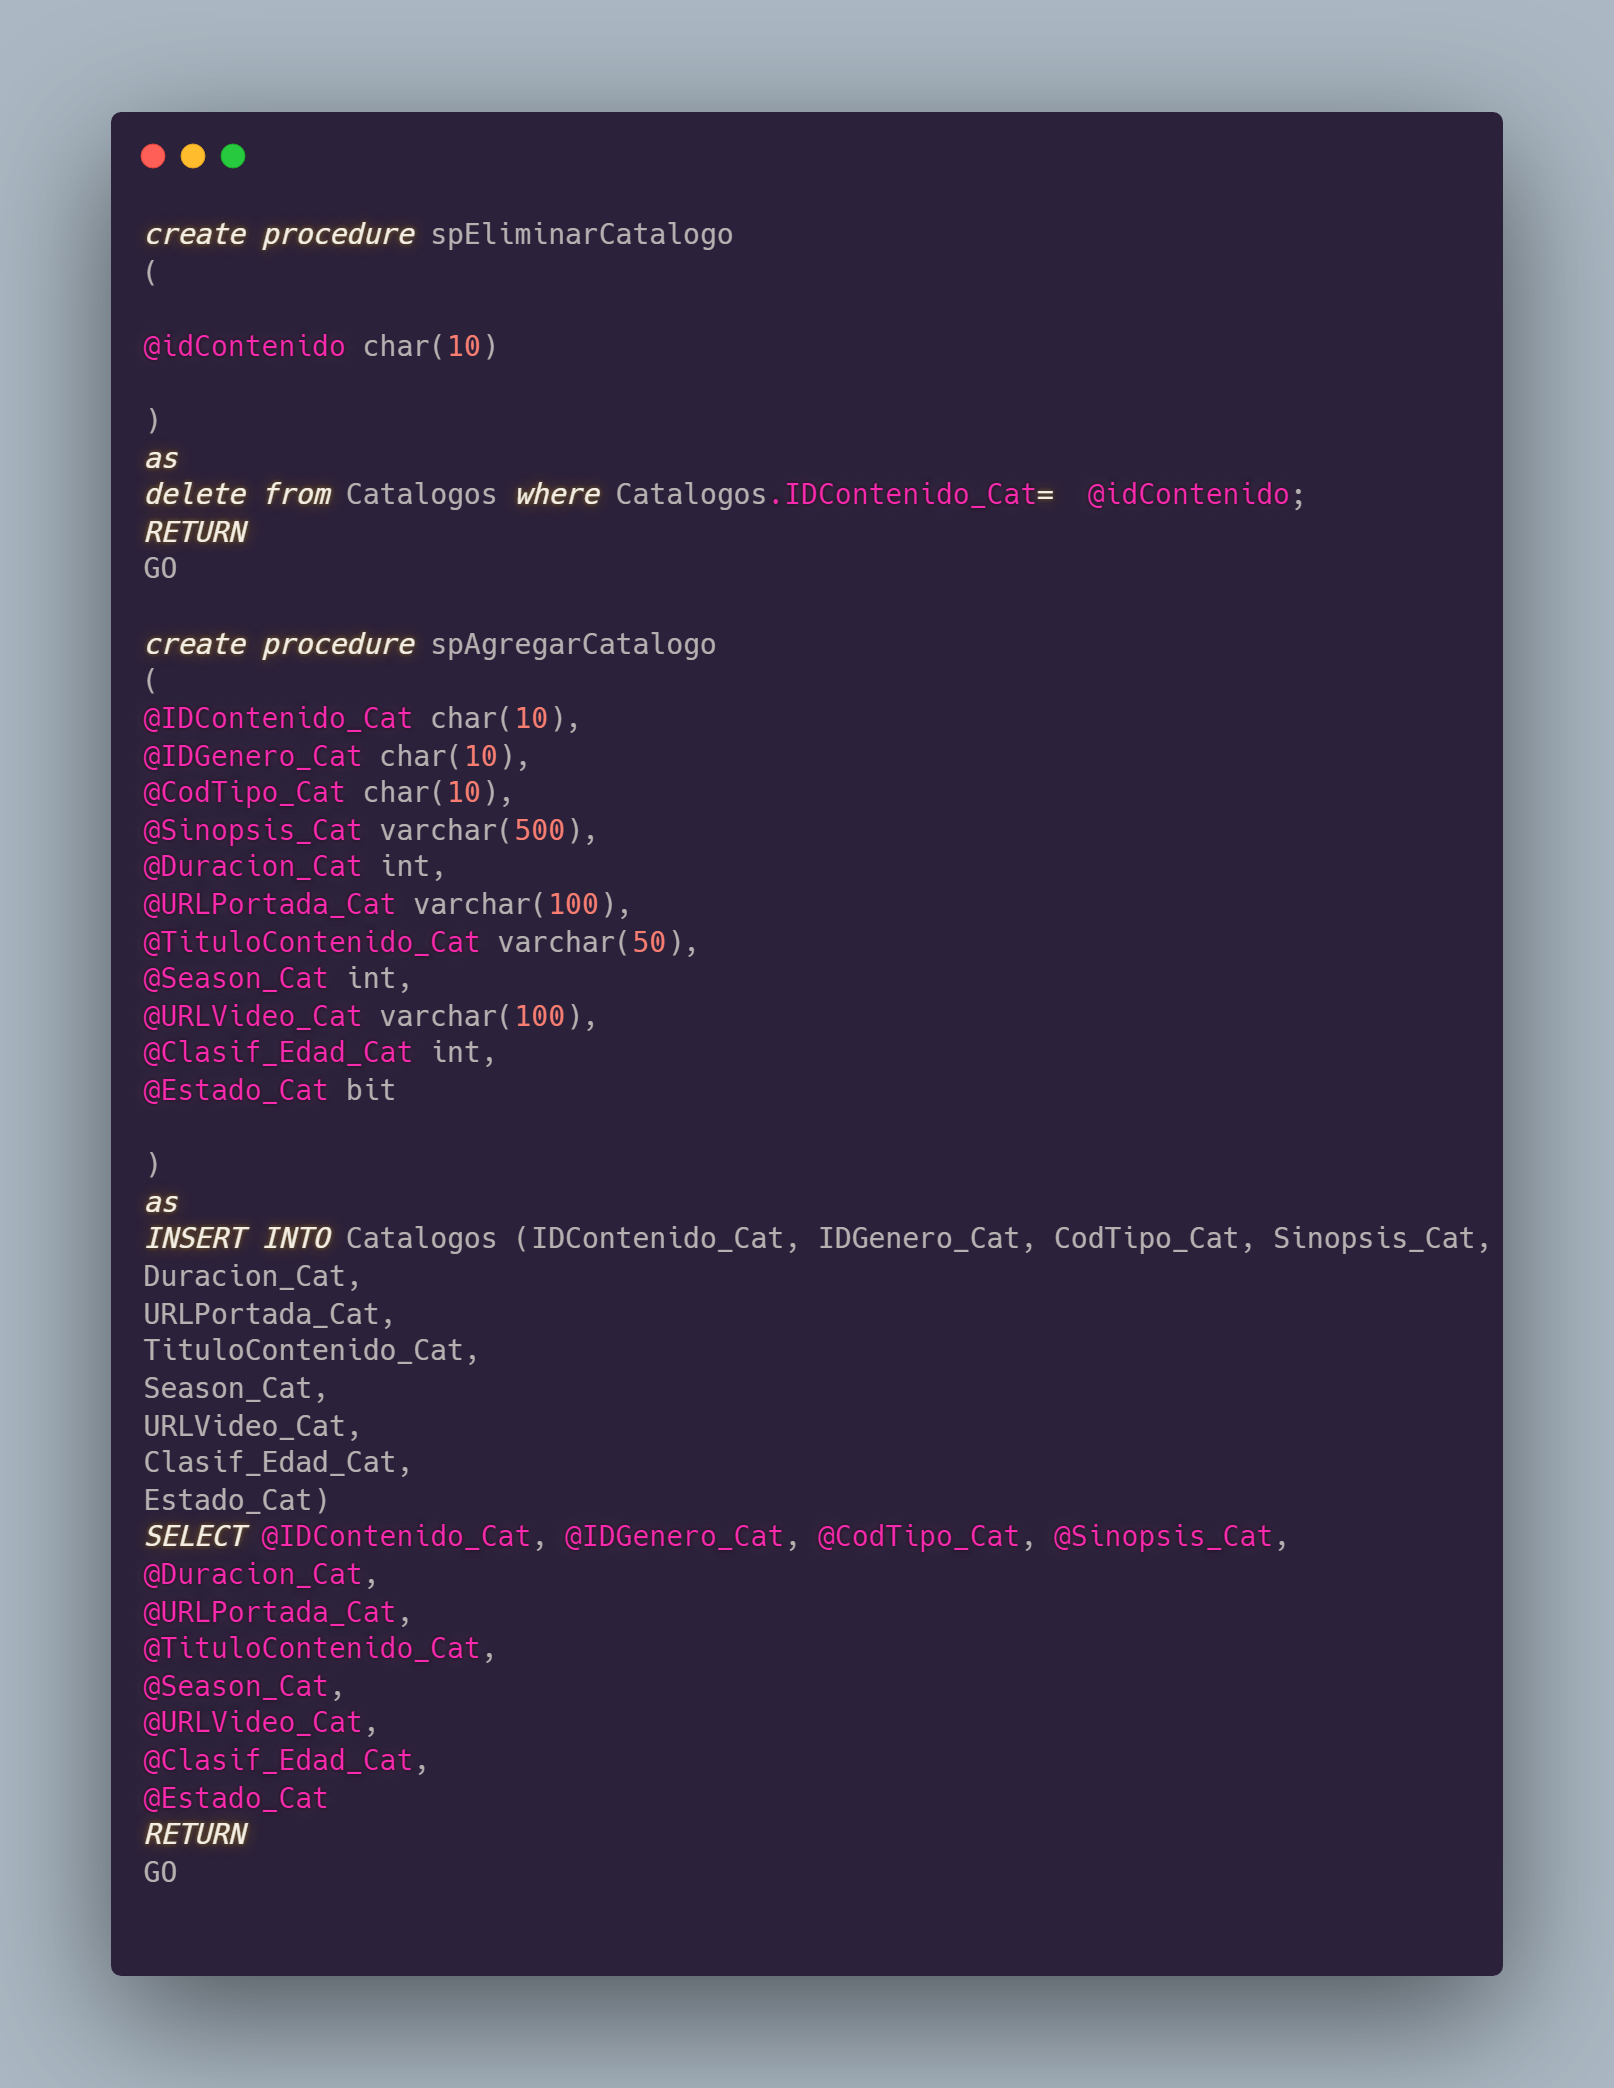 create procedure spEliminarCatalogo
(
@idContenido char(10)
)
as
delete from Catalogos where Catalogos.IDContenido_Cat=  @idContenido;
RETURN
GO
create procedure spAgregarCatalogo
(
@IDContenido_Cat char(10),
@IDGenero_Cat char(10),
@CodTipo_Cat char(10),
@Sinopsis_Cat varchar(500),
@Duracion_Cat int,
@URLPortada_Cat varchar(100),
@TituloContenido_Cat varchar(50),
@Season_Cat int,
@URLVideo_Cat varchar(100),
@Clasif_Edad_Cat int,
@Estado_Cat bit
)
as
INSERT INTO Catalogos (IDContenido_Cat, IDGenero_Cat, CodTipo_Cat, Sinopsis_Cat,
Duracion_Cat,
URLPortada_Cat,
TituloContenido_Cat,
Season_Cat,
URLVideo_Cat,
Clasif_Edad_Cat,
Estado_Cat)
SELECT @IDContenido_Cat, @IDGenero_Cat, @CodTipo_Cat, @Sinopsis_Cat,
@Duracion_Cat,
@URLPortada_Cat,
@TituloContenido_Cat,
@Season_Cat,
@URLVideo_Cat,
@Clasif_Edad_Cat,
@Estado_Cat
RETURN
GO